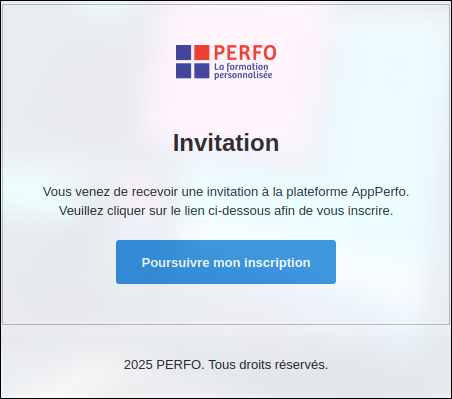 PERFO
La formation
personnalisée
Invitation
Vous venez de recevoir une invitation à la plateforme AppPerfo.
Veuillez cliquer sur le lien ci-dessous afin de vous inscrire.
Poursuivre mon inscription
2025 PERFO. Tous droits réservés.